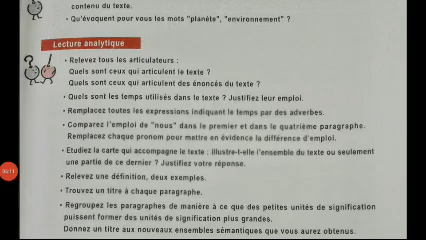 contenu du texte.
• Qu'évoquent pour vous les mots "planète", "environnement" ?
Lecture analytique
• Relevez tous les articulateurs :
Quels sont ceux qui articulent le texte ?
Quels sont ceux qui articulent des énoncés du texte ?
• Quels sont les temps utilisés dans le texte ? Justifiez leur emploi.
• Remplacez toutes les expressions indiquant le temps par des adverbes.
• Comparez l'emploi de "nous" dans le premier et dans le quatrième paragraphe.
Remplacez chaque pronom pour mettre en évidence la différence d'emploi.
• Etudiez la carte qui accompagne le texte : illustre-t-elle l'ensemble du texte ou seulement
une partie de ce dernier ? Justifiez votre réponse.
• Relevez une définition, deux exemples.
• Trouvez un titre à chaque paragraphe.
• Regroupez les paragraphes de manière à ce que des petites unités de signification
puissent former des unités de signification plus grandes.
Donnez un titre aux nouveaux ensembles sémantiques que vous aurez obtenus.